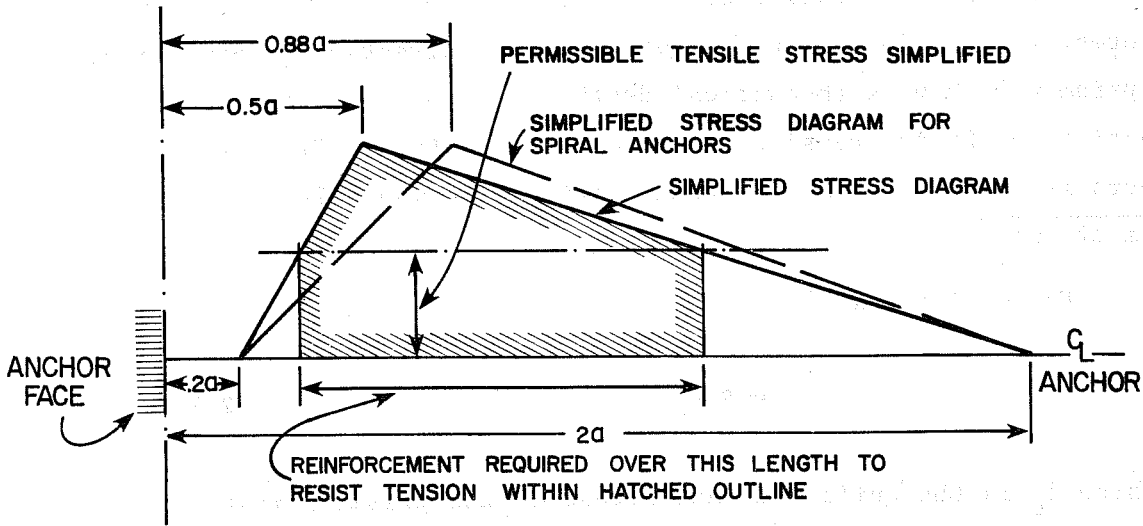 0.88a
PERMISSIBLE TENSILE STRESS SIMPLIFIED
0.5a
SIMPLIFIED STRESS DIAGRAM FOR
SPIRAL ANCHORS
SIMPLIFIED STRESS DIAGRAM
ANCHOR
FACE
.2a
CL
ANCHOR
2a
REINFORCEMENT REQUIRED OVER THIS LENGTH TO
RESIST TENSION WITHIN HATCHED OUTLINE